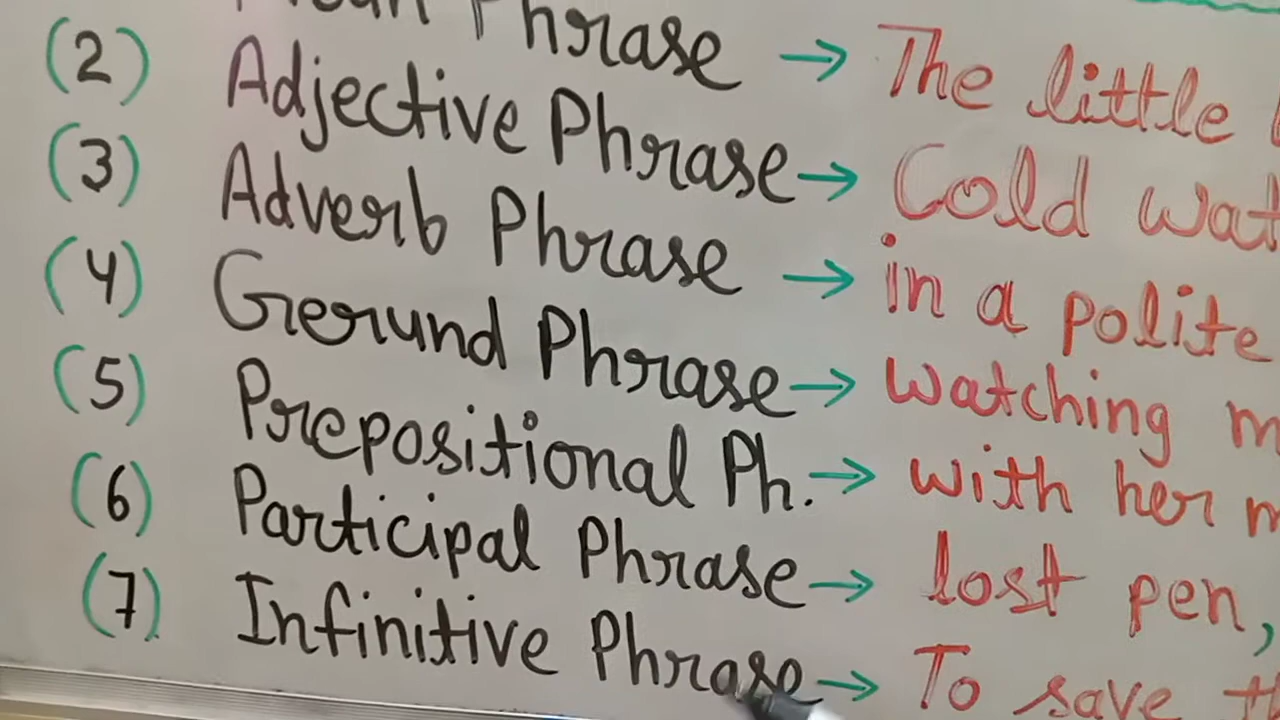 Phrase → The little
(2) Adjective Phrase → Cold
(3) Adverb Phrase → in a polite
(4) Gerund Phrase → watching
(5) Prepositional Ph. → with her
(6) Participal Phrase → lost pen,
(7) Infinitive Phrase → To save